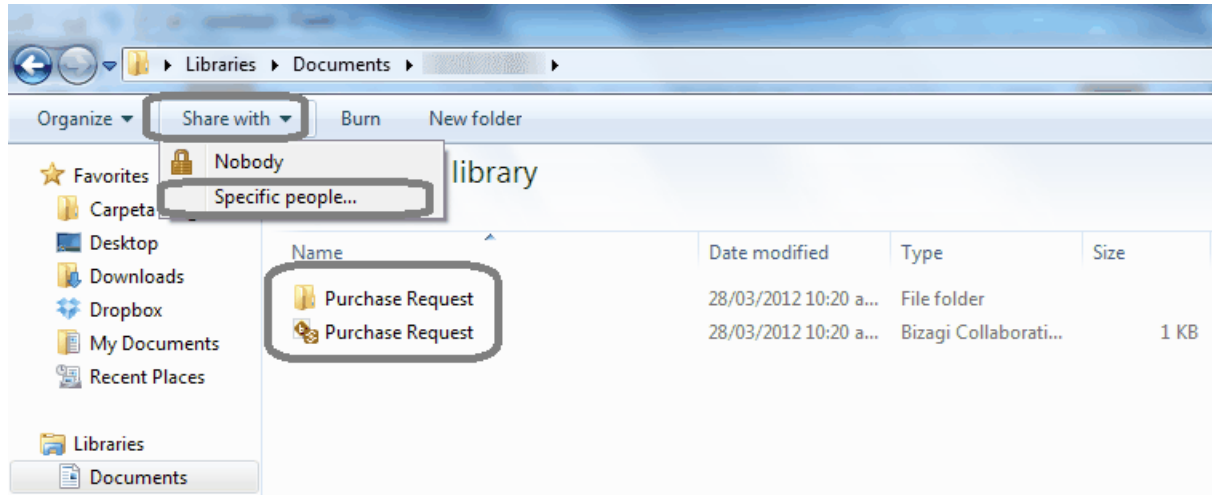 Libraries Documents
Organize Share with Burn New folder
Nobody
Specific people...
library
Favorites
Carpeta
Desktop
Downloads
Dropbox
My Documents
Recent Places
Libraries
Documents
Name Date modified Type Size
Purchase Request 28/03/2012 10:20 a... File folder
Purchase Request 28/03/2012 10:20 a... Bizagi Collaborati... 1 KB